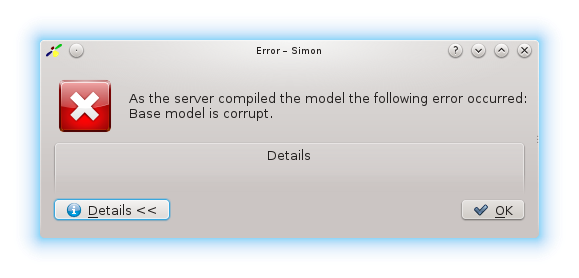 Error – Simon
As the server compiled the model the following error occurred:
Base model is corrupt.
Details
Details <<
OK